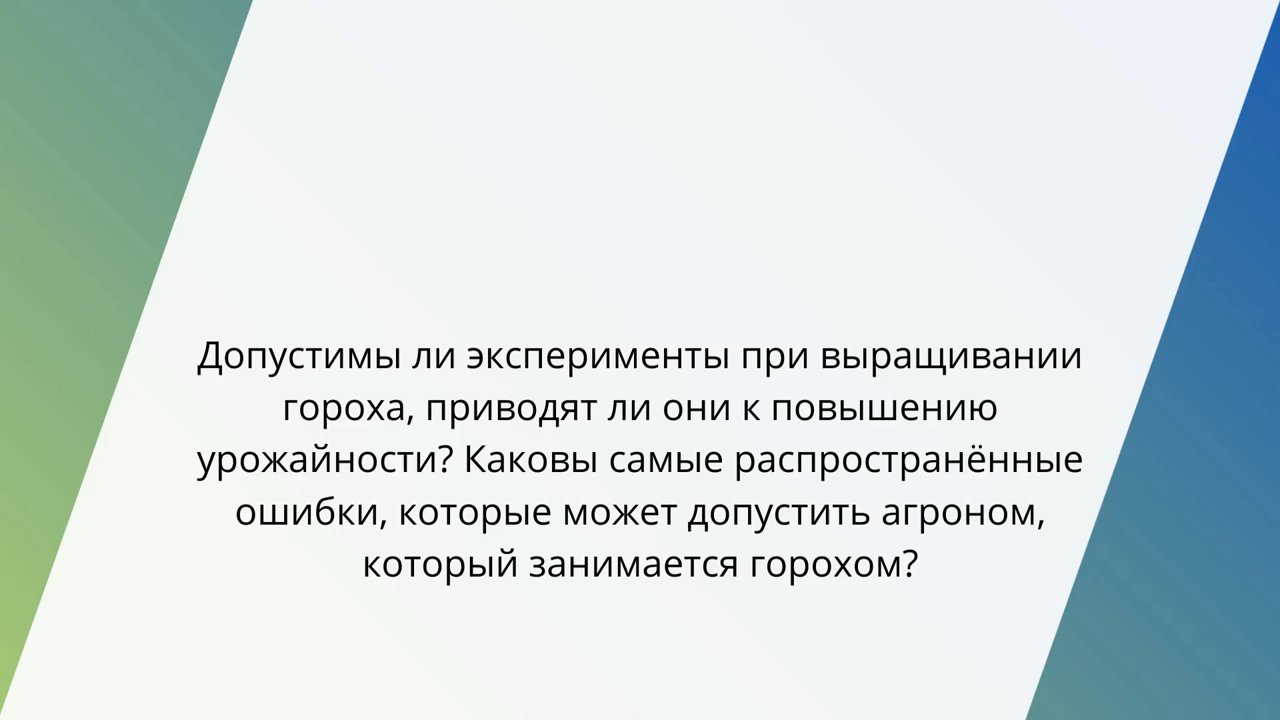 Допустимы ли эксперименты при выращивании
гороха, приводят ли они к повышению
урожайности? Каковы самые распространённые
ошибки, которые может допустить агроном,
который занимается горохом?